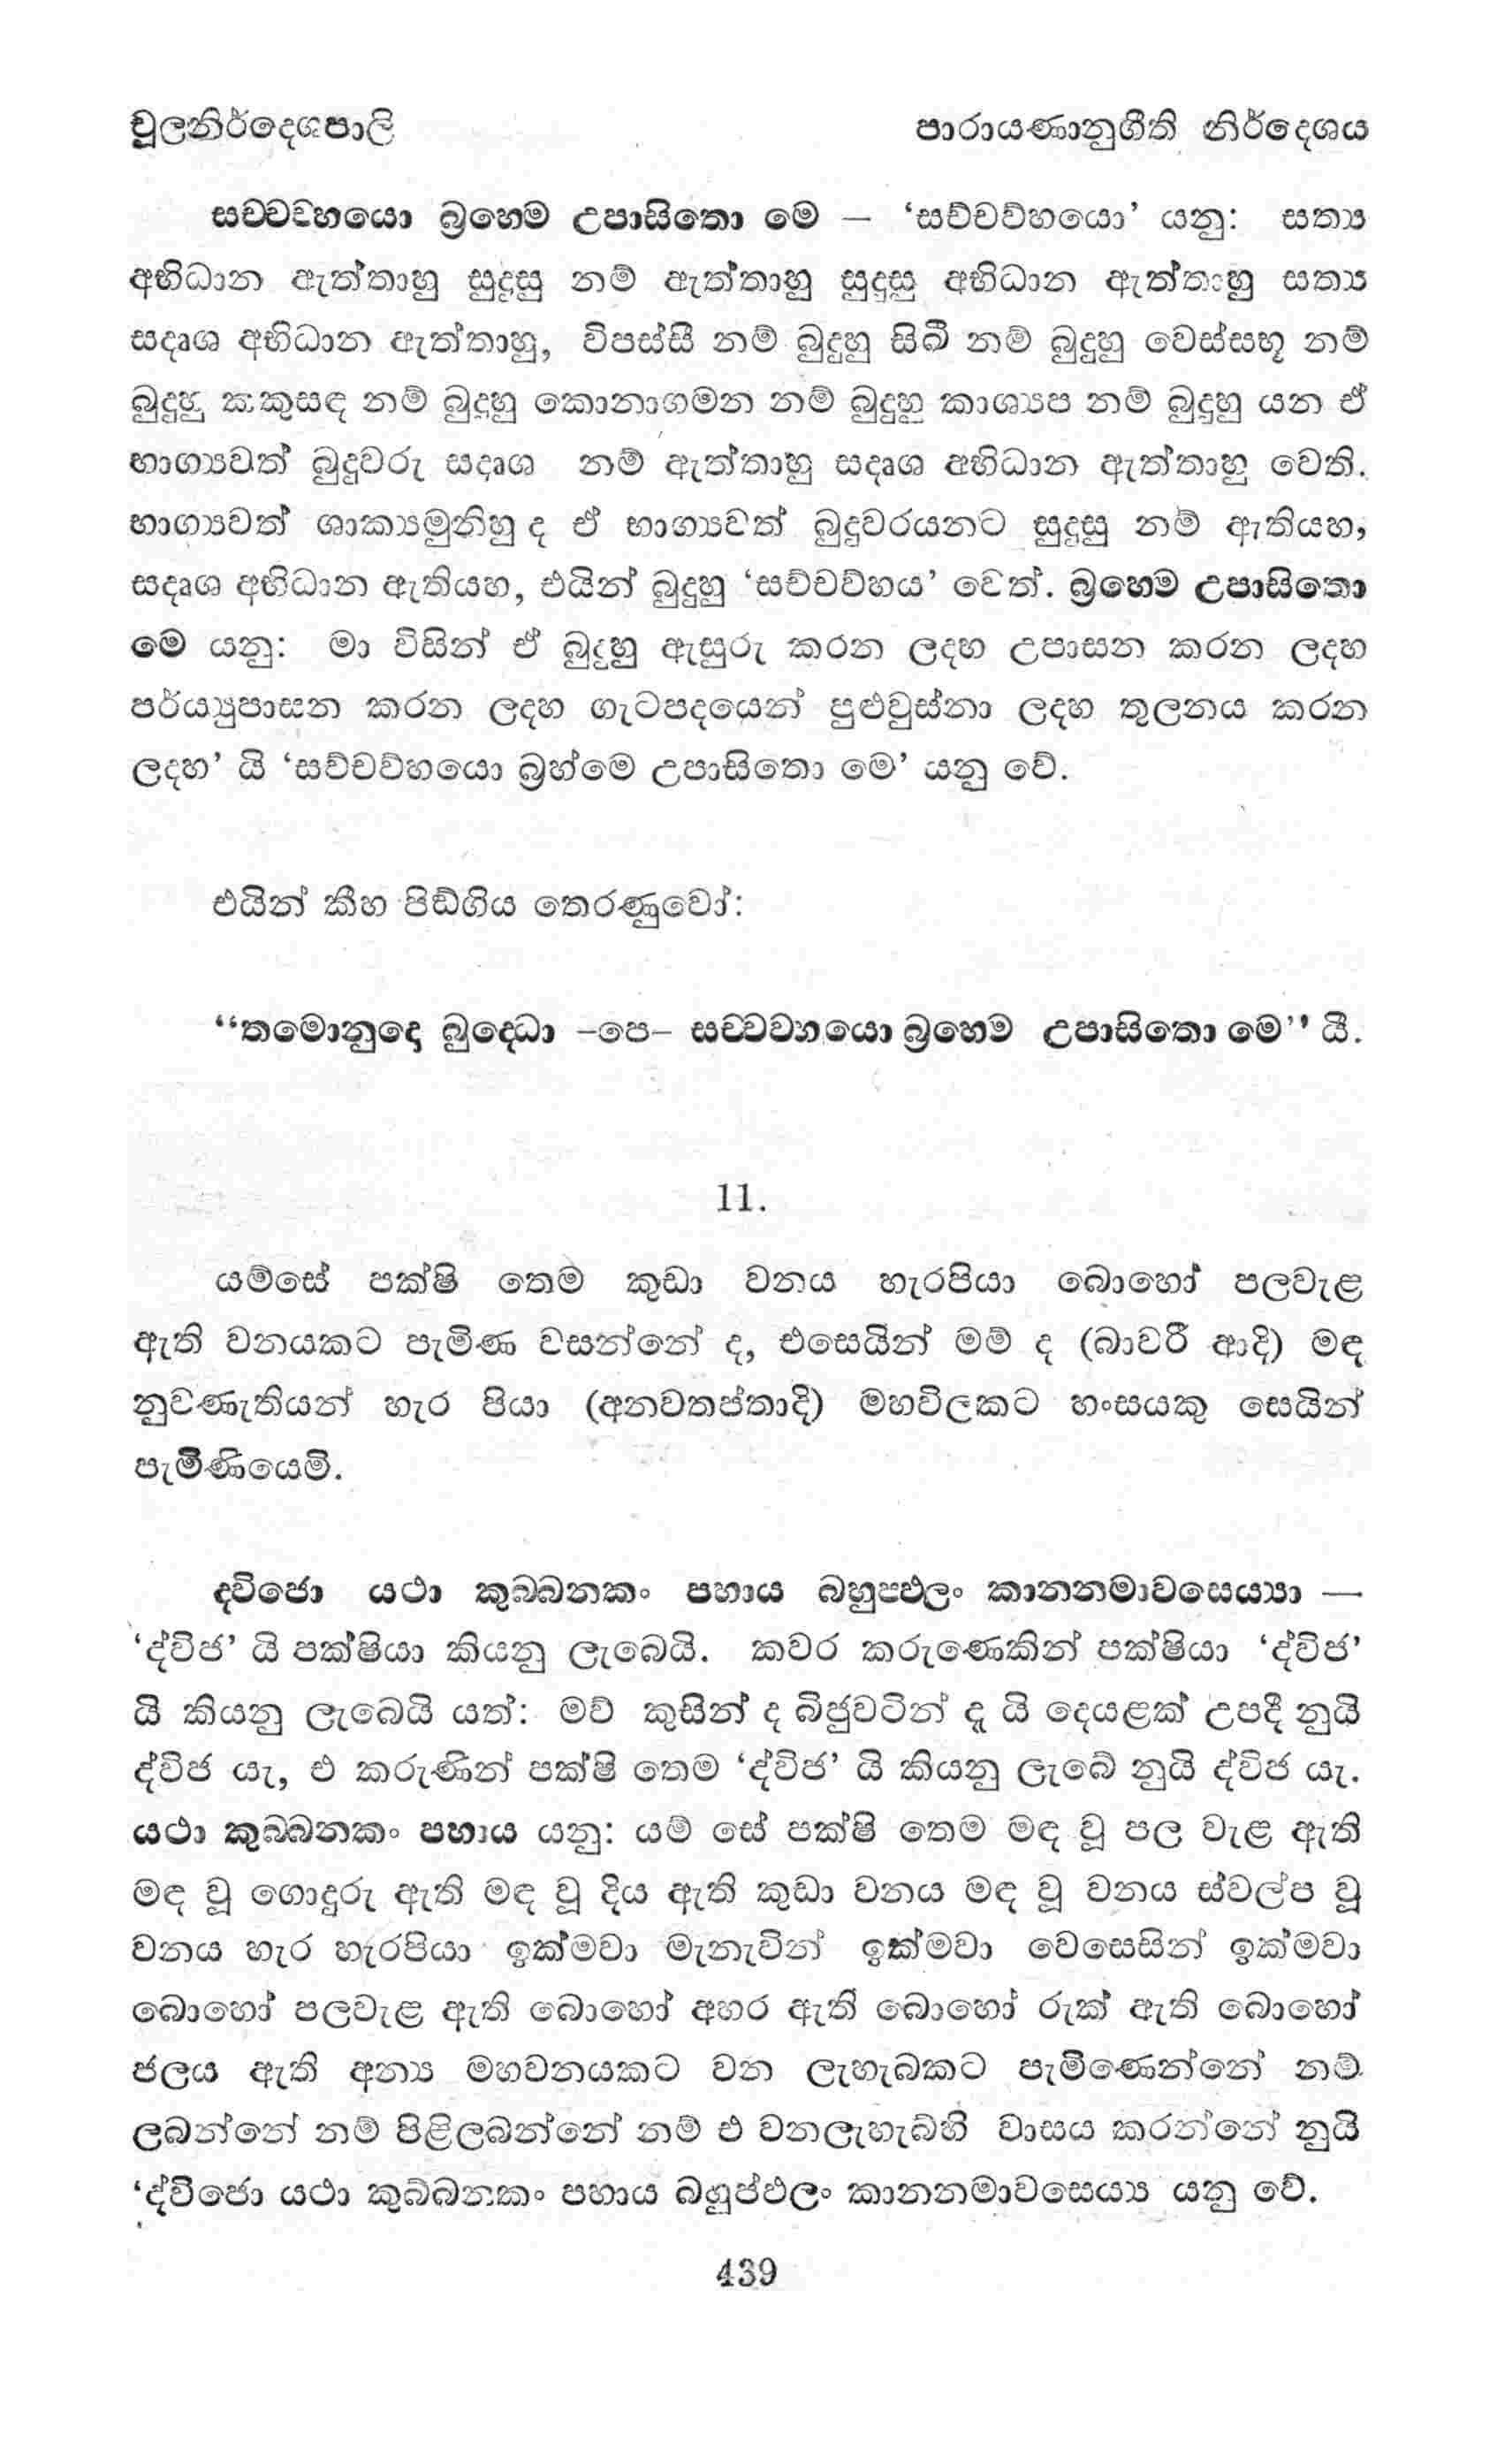 චූලනිර්දෙශපාලි පාරායණානුගීති නිර්දෙශය
සච්චව්හයො බ්‍රහ්මෙ උපාසිතො මෙ – ‘සච්චව්හයො’ යනු: සත්‍ය
අභිධාන ඇත්තාහු සුදුසු නම් ඇත්තාහු සුදුසු අභිධාන ඇත්තාහු සත්‍ය
සදෘශ අභිධාන ඇත්තාහු, විපස්සී නම් බුදුහු සිඛී නම් බුදුහු වෙස්සභූ නම්
බුදුහු කකුසඳ නම් බුදුහු කොනාගමන නම් බුදුහු කාශ්‍යප නම් බුදුහු යන ඒ
භාග්‍යවත් බුදුවරු සදෘශ නම් ඇත්තාහු සදෘශ අභිධාන ඇත්තාහු වෙති.
භාග්‍යවත් ශාක්‍යමුනිහු ද ඒ භාග්‍යවත් බුදුවරයනට සුදුසු නම් ඇතියහ,
සදෘශ අභිධාන ඇතියහ, එයින් බුදුහු ‘සච්චව්හය’ වෙත්. බ්‍රහ්මෙ උපාසිතො
මෙ යනු: මා විසින් ඒ බුදුහු ඇසුරු කරන ලදහ උපාසන කරන ලදහ
පර්ය්‍යුපාසන කරන ලදහ ගැටපදයෙන් පුළුවුස්නා ලදහ තුලනය කරන
ලදහ’ යි ‘සච්චව්හයො බ්‍රහ්මෙ උපාසිතො මෙ’ යනු වේ.
එයින් කීහ පිඞ්ගිය තෙරණුවෝ:
“තමොනුදො බුද්ධො –පෙ– සච්චව්හයො බ්‍රහ්මෙ උපාසිතො මෙ” යි.
11.
යම්සේ පක්ෂි තෙම කුඩා වනය හැරපියා බොහෝ පලවැළ
ඇති වනයකට පැමිණ වසන්නේ ද, එසෙයින් මම් ද (බාවරී ආදි) මඳ
නුවණැතියන් හැර පියා (අනවතප්තාදි) මහවිලකට හංසයකු සෙයින්
පැමිණියෙමි.
ද්විජො යථා කුබ්බනකං පහාය බහුප්ඵලං කානනමාවසෙය්‍යා —
‘ද්විජ’ යි පක්ෂියා කියනු ලැබෙයි. කවර කරුණෙකින් පක්ෂියා ‘ද්විජ’
යි කියනු ලැබෙයි යත්: මව් කුසින් ද බිජුවටින් දැ යි දෙයළක් උපදී නුයි
ද්විජ යැ, එ කරුණින් පක්ෂි තෙම ‘ද්විජ’ යි කියනු ලැබේ නුයි ද්විජ යැ.
යථා කුබ්බනකං පහාය යනු: යම් සේ පක්ෂි තෙම මඳ වූ පල වැළ ඇති
මඳ වූ ගොදුරු ඇති මඳ වූ දිය ඇති කුඩා වනය මඳ වූ වනය ස්වල්ප වූ
වනය හැර හැරපියා ඉක්මවා මැනැවින් ඉක්මවා වෙසෙසින් ඉක්මවා
බොහෝ පලවැළ ඇති බොහෝ අහර ඇති බොහෝ රුක් ඇති බොහෝ
ජලය ඇති අන්‍ය මහවනයකට වන ලැහැබකට පැමිණෙන්නේ නම්
ලබන්නේ නම් පිළිලබන්නේ නම් එ වනලැහැබ්හි වාසය කරන්නේ නුයි
‘ද්විජො යථා කුබ්බනකං පහාය බහුප්ඵලං කානනමාවසෙය්‍ය යනු වේ.
439